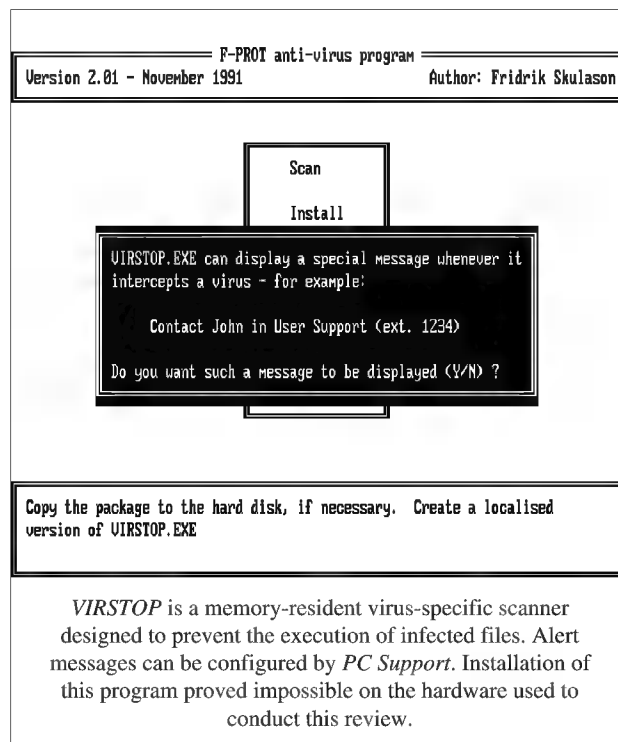 F-PROT anti-virus program
Version 2.01 - November 1991 Author: Fridrik Skulason
Scan
Install
VIRSTOP.EXE can display a special message whenever it
intercepts a virus - for example:
Contact John in User Support (ext. 1234)
Do you want such a message to be displayed (Y/N) ?
Copy the package to the hard disk, if necessary. Create a localised
version of VIRSTOP.EXE
VIRSTOP is a memory-resident virus-specific scanner
designed to prevent the execution of infected files. Alert
messages can be configured by PC Support. Installation of
this program proved impossible on the hardware used to
conduct this review.